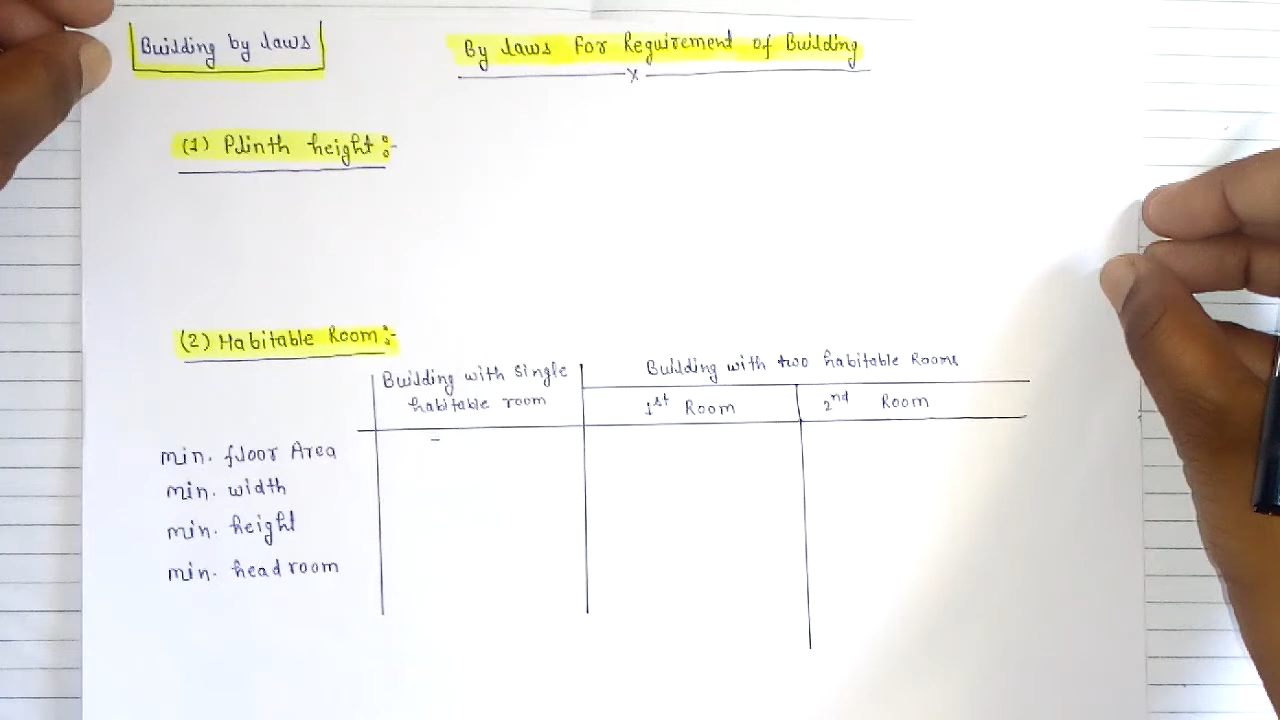 Building by laws
By laws For Requirement of Building
(1) Plinth height:-
(2) Habitable Room:-
Building with Single habitable room
Building with two habitable Rooms
1st Room
2nd Room
min. floor Area
min. width
min. height
min. head room